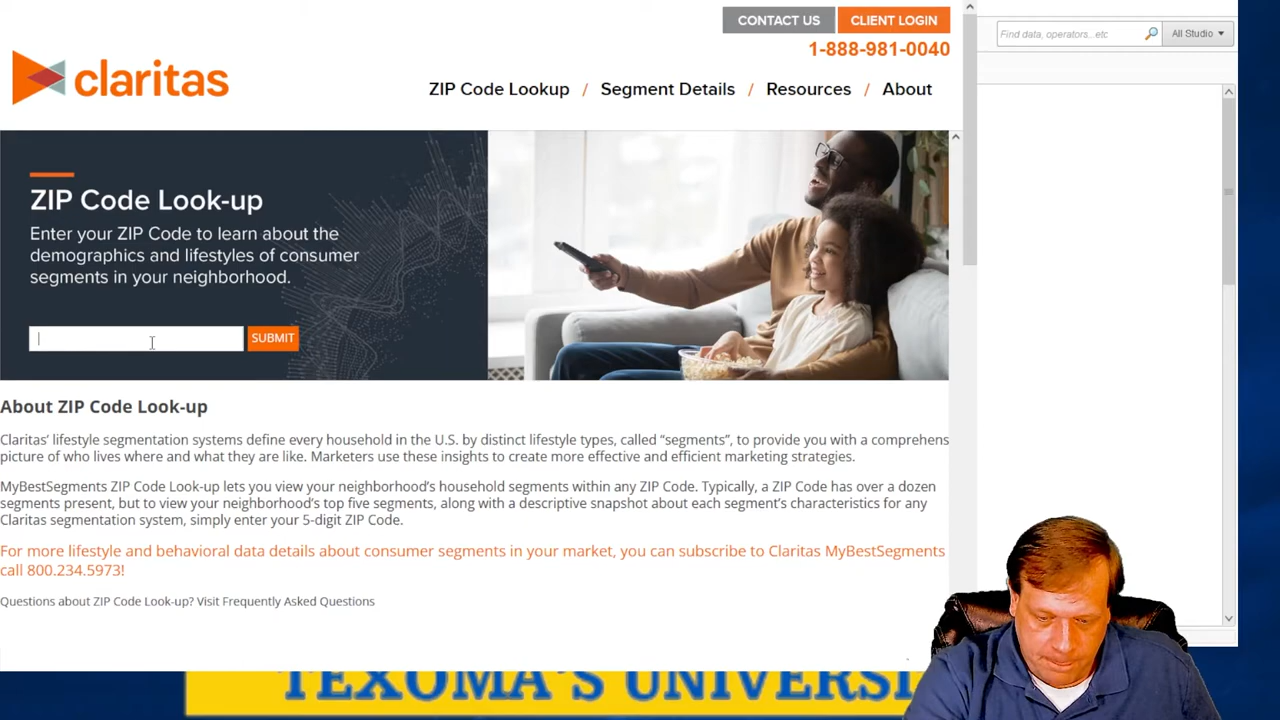 CONTACT US
CLIENT LOGIN
1-888-981-0040
claritas
ZIP Code Lookup / Segment Details / Resources / About
Find data, operators...etc
All Studio
ZIP Code Look-up
Enter your ZIP Code to learn about the
demographics and lifestyles of consumer
segments in your neighborhood.
SUBMIT
About ZIP Code Look-up
Claritas' lifestyle segmentation systems define every household in the U.S. by distinct lifestyle types, called “segments”, to provide you with a comprehens
picture of who lives where and what they are like. Marketers use these insights to create more effective and efficient marketing strategies.
MyBestSegments ZIP Code Look-up lets you view your neighborhood's household segments within any ZIP Code. Typically, a ZIP Code has over a dozen
segments present, but to view your neighborhood's top five segments, along with a descriptive snapshot about each segment's characteristics for any
Claritas segmentation system, simply enter your 5-digit ZIP Code.
For more lifestyle and behavioral data details about consumer segments in your market, you can subscribe to Claritas MyBestSegments
call 800.234.5973!
Questions about ZIP Code Look-up? Visit Frequently Asked Questions
TEXOMA'S UNIVERSI